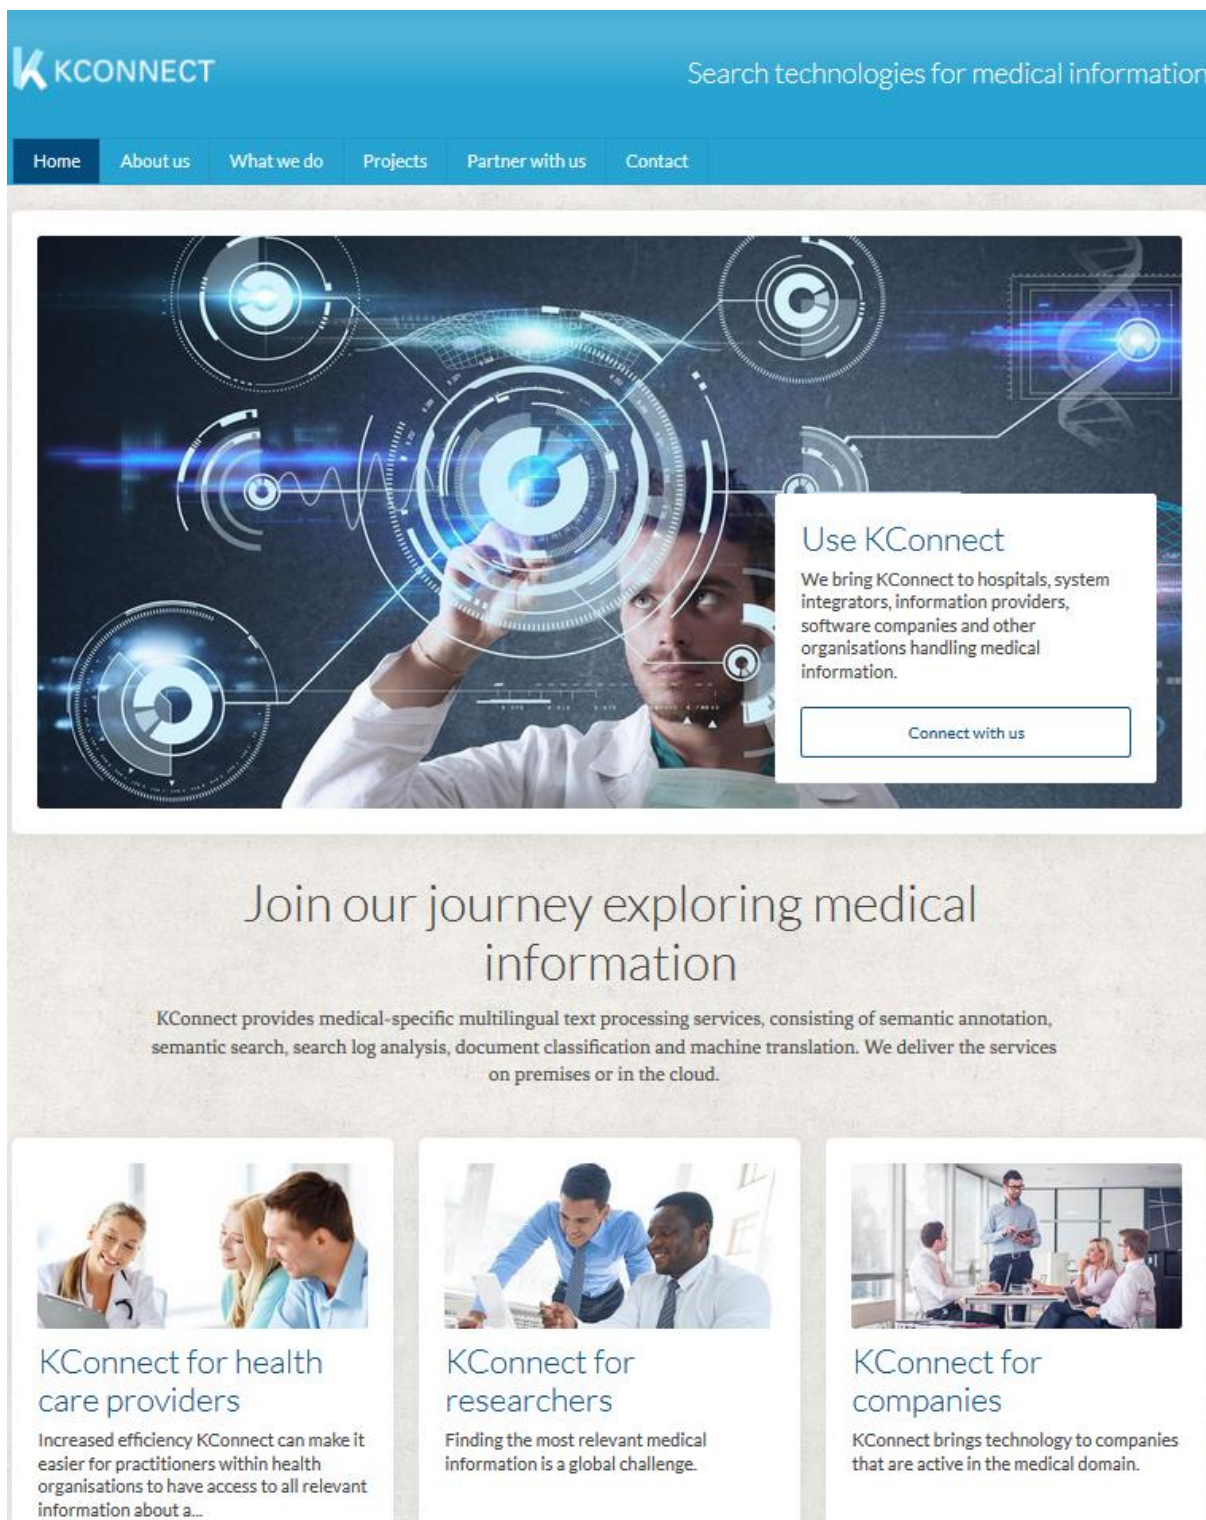 KCONNECT
Search technologies for medical information
Home About us What we do Projects Partner with us Contact
Use KConnect
We bring KConnect to hospitals, system
integrators, information providers,
software companies and other
organisations handling medical
information.
Connect with us
Join our journey exploring medical
information
KConnect provides medical-specific multilingual text processing services, consisting of semantic annotation,
semantic search, search log analysis, document classification and machine translation. We deliver the services
on premises or in the cloud.
KConnect for health
care providers
Increased efficiency KConnect can make it
easier for practitioners within health
organisations to have access to all relevant
information about a...
KConnect for
researchers
Finding the most relevant medical
information is a global challenge.
KConnect for
companies
KConnect brings technology to companies
that are active in the medical domain.